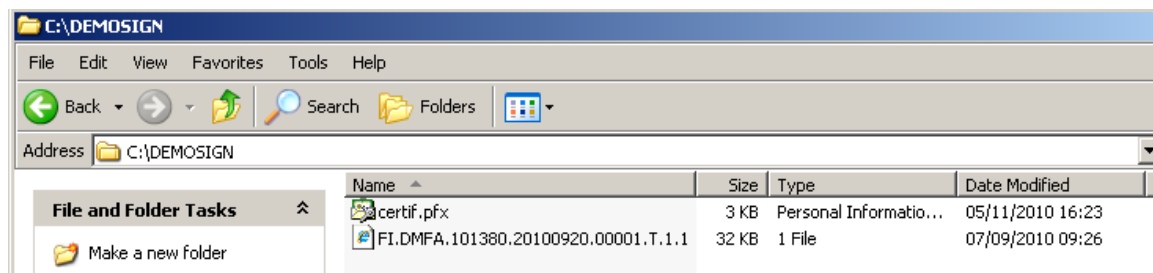 C:\DEMOSIGN
File Edit View Favorites Tools Help
Back Search Folders
Address C:\DEMOSIGN
Name Size Type Date Modified
File and Folder Tasks
certif.pfx 3 KB Personal Informatio... 05/11/2010 16:23
FI.DMFA.101380.20100920.00001.T.1.1 32 KB 1 File 07/09/2010 09:26
Make a new folder